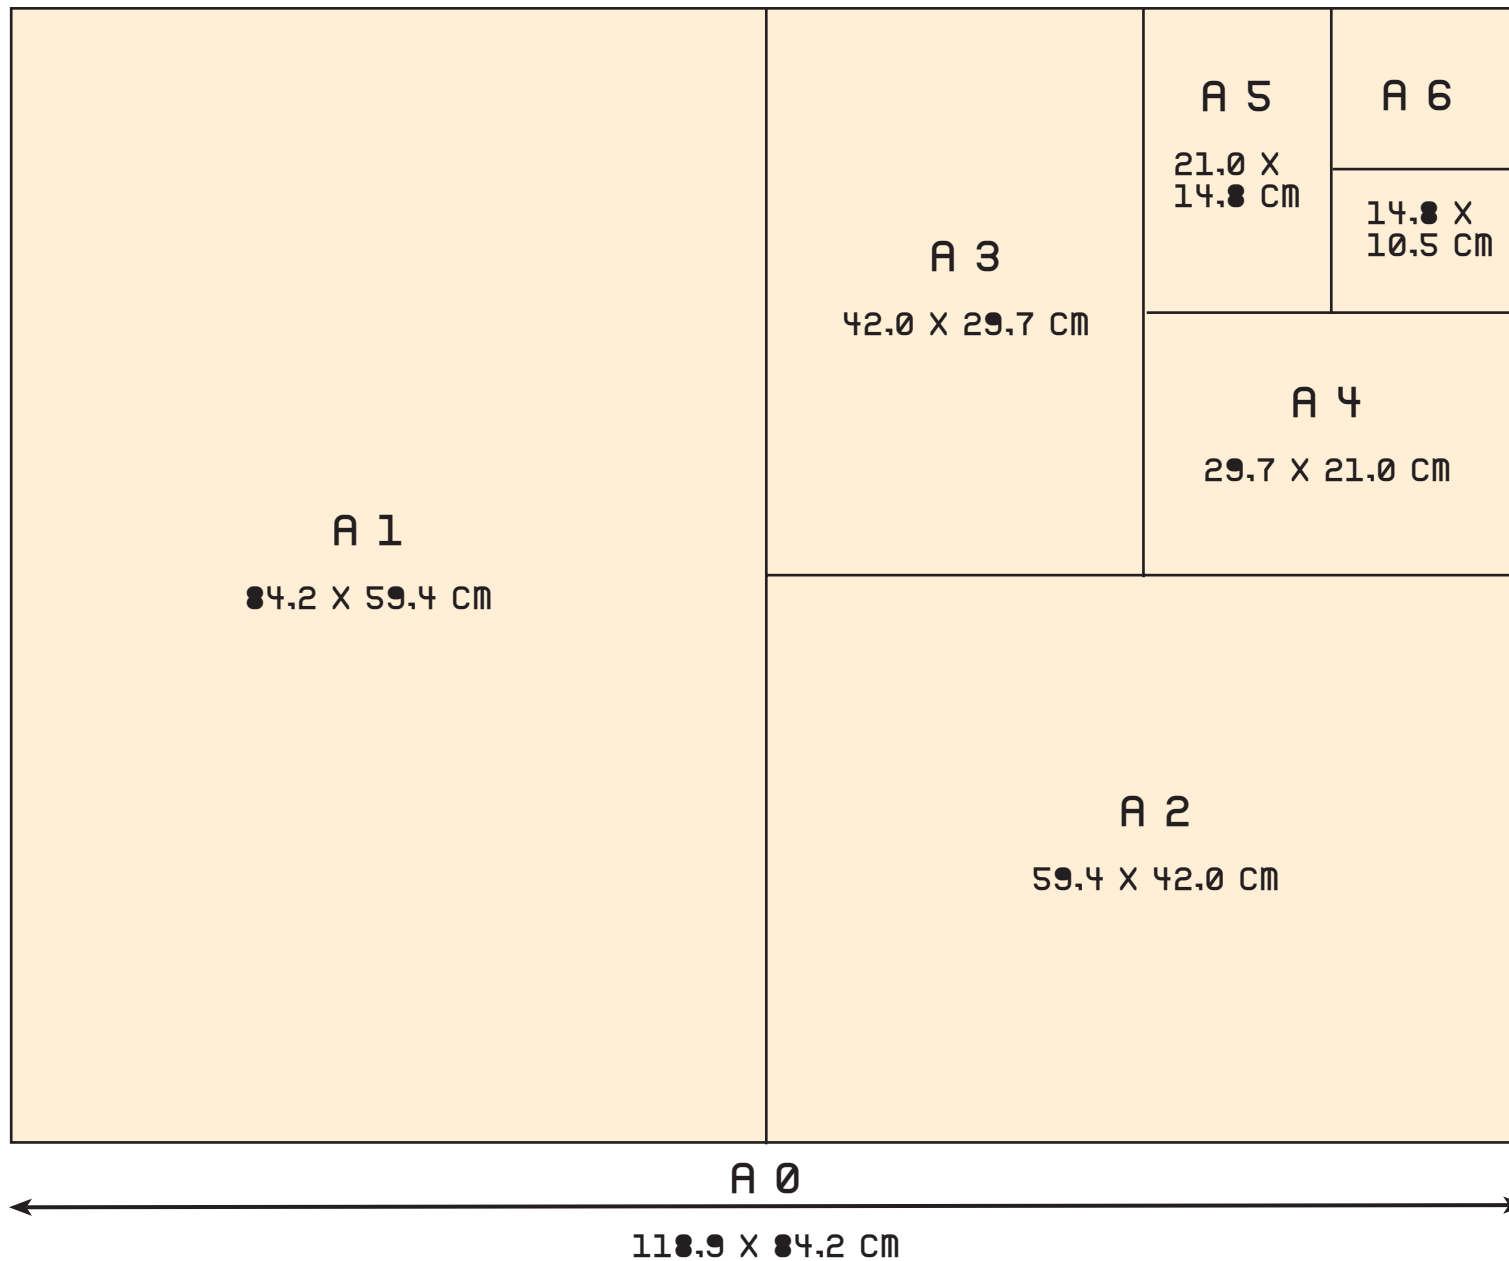 A 1
84.2 X 59.4 CM
A 3
42.0 X 29.7 CM
A 5
21.0 X
14.8 CM
A 6
14.8 X
10.5 CM
A 4
29.7 X 21.0 CM
A 2
59.4 X 42.0 CM
A 0
118.9 X 84.2 CM